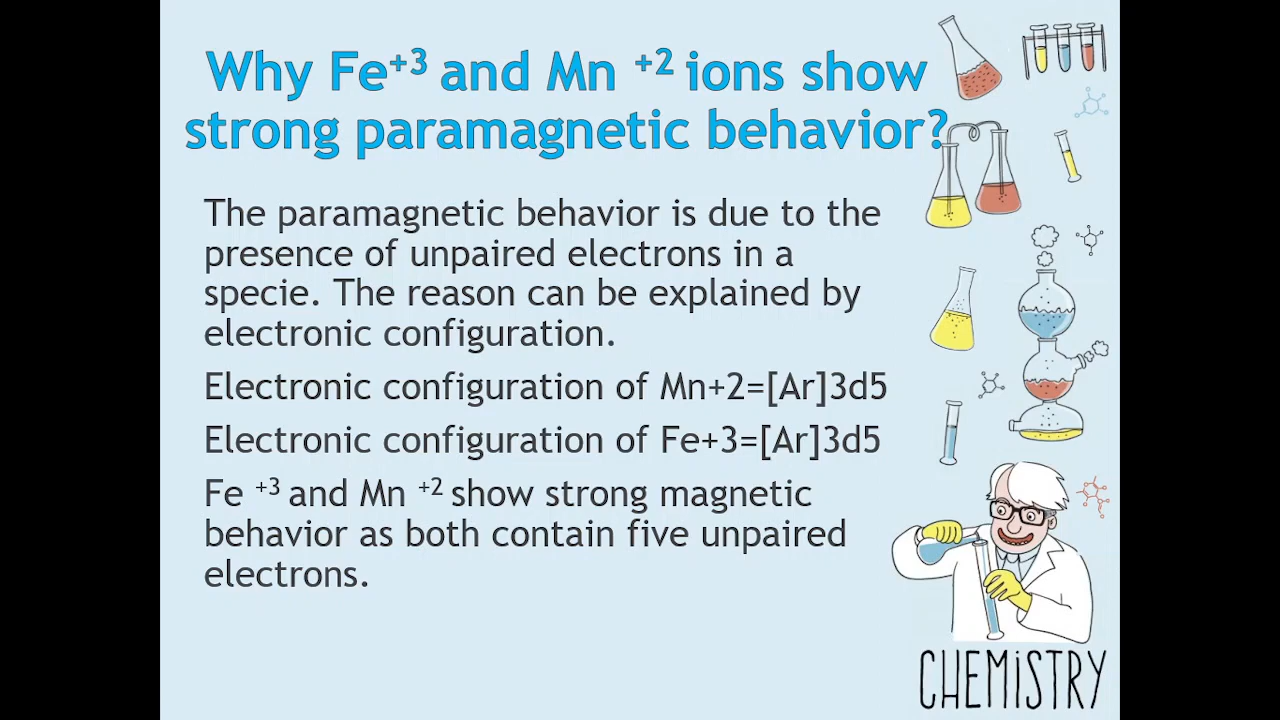 Why Fe+3 and Mn +2 ions show
strong paramagnetic behavior?
The paramagnetic behavior is due to the
presence of unpaired electrons in a
specie. The reason can be explained by
electronic configuration.
Electronic configuration of Mn+2=[Ar]3d5
Electronic configuration of Fe+3=[Ar]3d5
Fe +3 and Mn +2 show strong magnetic
behavior as both contain five unpaired
electrons.
CHEMiSTRY